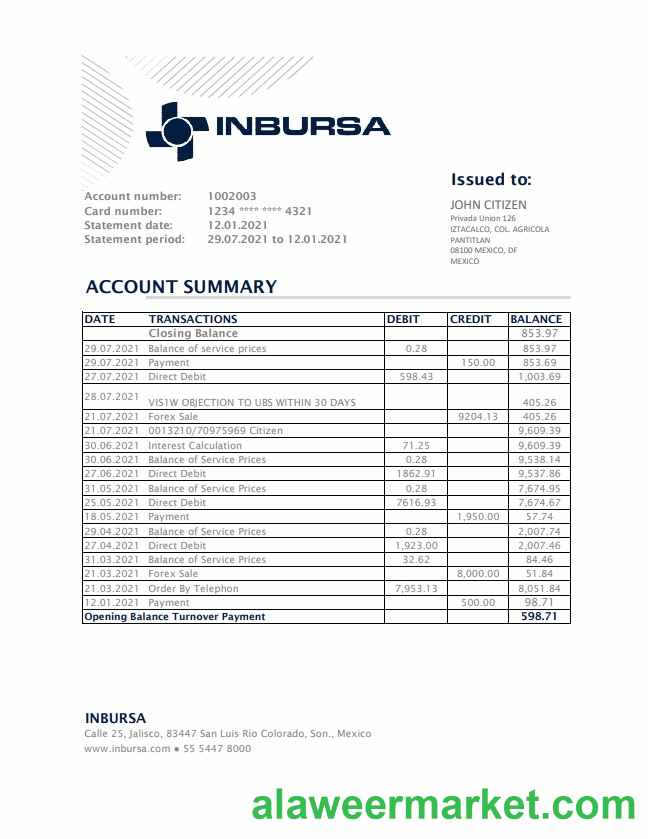 INBURSA
Issued to:
JOHN CITIZEN
Privada Union 126
IZTACALCO, COL. AGRICOLA
PANTITLAN
08100 MEXICO, DF
MEXICO
Account number: 1002003
Card number: 1234 **** **** 4321
Statement date: 12.01.2021
Statement period: 29.07.2021 to 12.01.2021
ACCOUNT SUMMARY
DATE TRANSACTIONS DEBIT CREDIT BALANCE
Closing Balance 853.97
29.07.2021 Balance of service prices 0.28 853.97
29.07.2021 Payment 150.00 853.69
27.07.2021 Direct Debit 598.43 1,003.69
28.07.2021 VIS1W OBJECTION TO UBS WITHIN 30 DAYS 405.26
21.07.2021 Forex Sale 9204.13 405.26
21.07.2021 0013210/70975969 Citizen 9,609.39
30.06.2021 Interest Calculation 71.25 9,609.39
30.06.2021 Balance of Service Prices 0.28 9,538.14
27.06.2021 Direct Debit 1862.91 9,537.86
31.05.2021 Balance of Service Prices 0.28 7,674.95
25.05.2021 Direct Debit 7616.93 7,674.67
18.05.2021 Payment 1,950.00 57.74
29.04.2021 Balance of Service Prices 0.28 2,007.74
27.04.2021 Direct Debit 1,923.00 2,007.46
31.03.2021 Balance of Service Prices 32.62 84.46
21.03.2021 Forex Sale 8,000.00 51.84
21.03.2021 Order By Telephon 7,953.13 8,051.84
12.01.2021 Payment 500.00 98.71
Opening Balance Turnover Payment 598.71
INBURSA
Calle 25, Jalisco, 83447 San Luis Rio Colorado, Son., Mexico
www.inbursa.com ● 55 5447 8000
alaweermarket.com